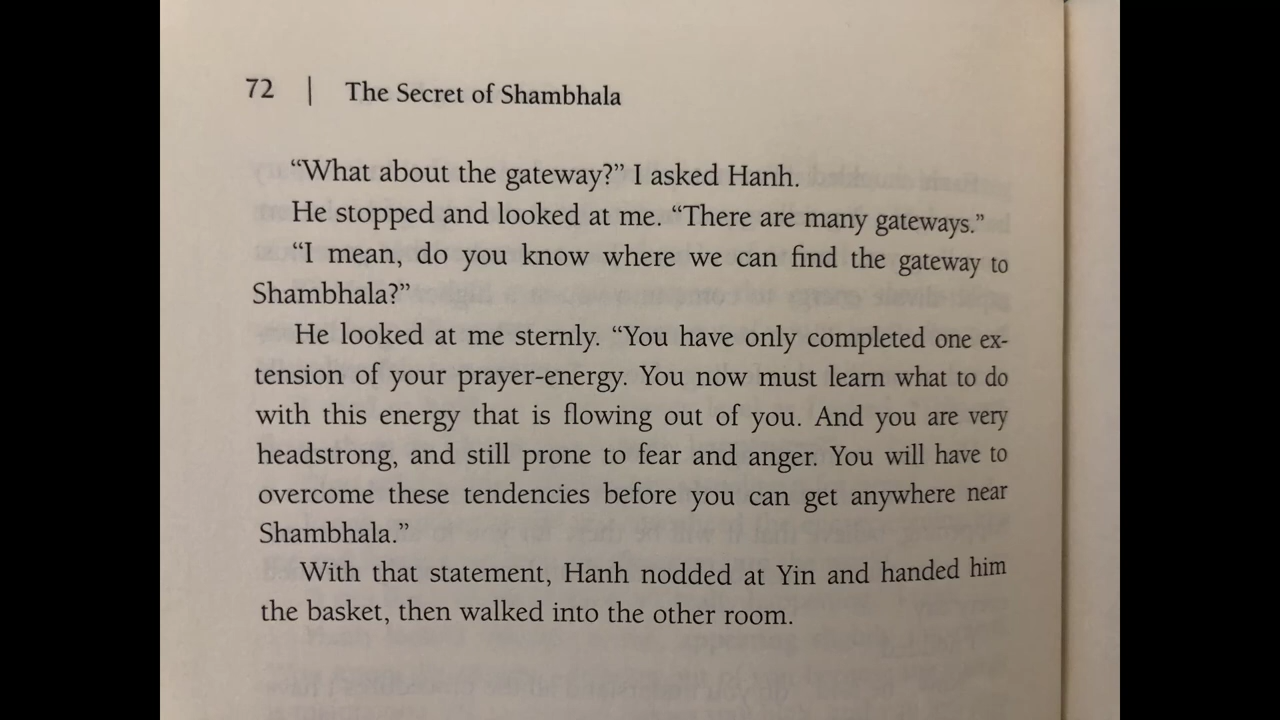 72 | The Secret of Shambhala
“What about the gateway?” I asked Hanh.
He stopped and looked at me. “There are many gateways.”
“I mean, do you know where we can find the gateway to
Shambhala?”
He looked at me sternly. “You have only completed one ex-
tension of your prayer-energy. You now must learn what to do
with this energy that is flowing out of you. And you are very
headstrong, and still prone to fear and anger. You will have to
overcome these tendencies before you can get anywhere near
Shambhala.”
With that statement, Hanh nodded at Yin and handed him
the basket, then walked into the other room.